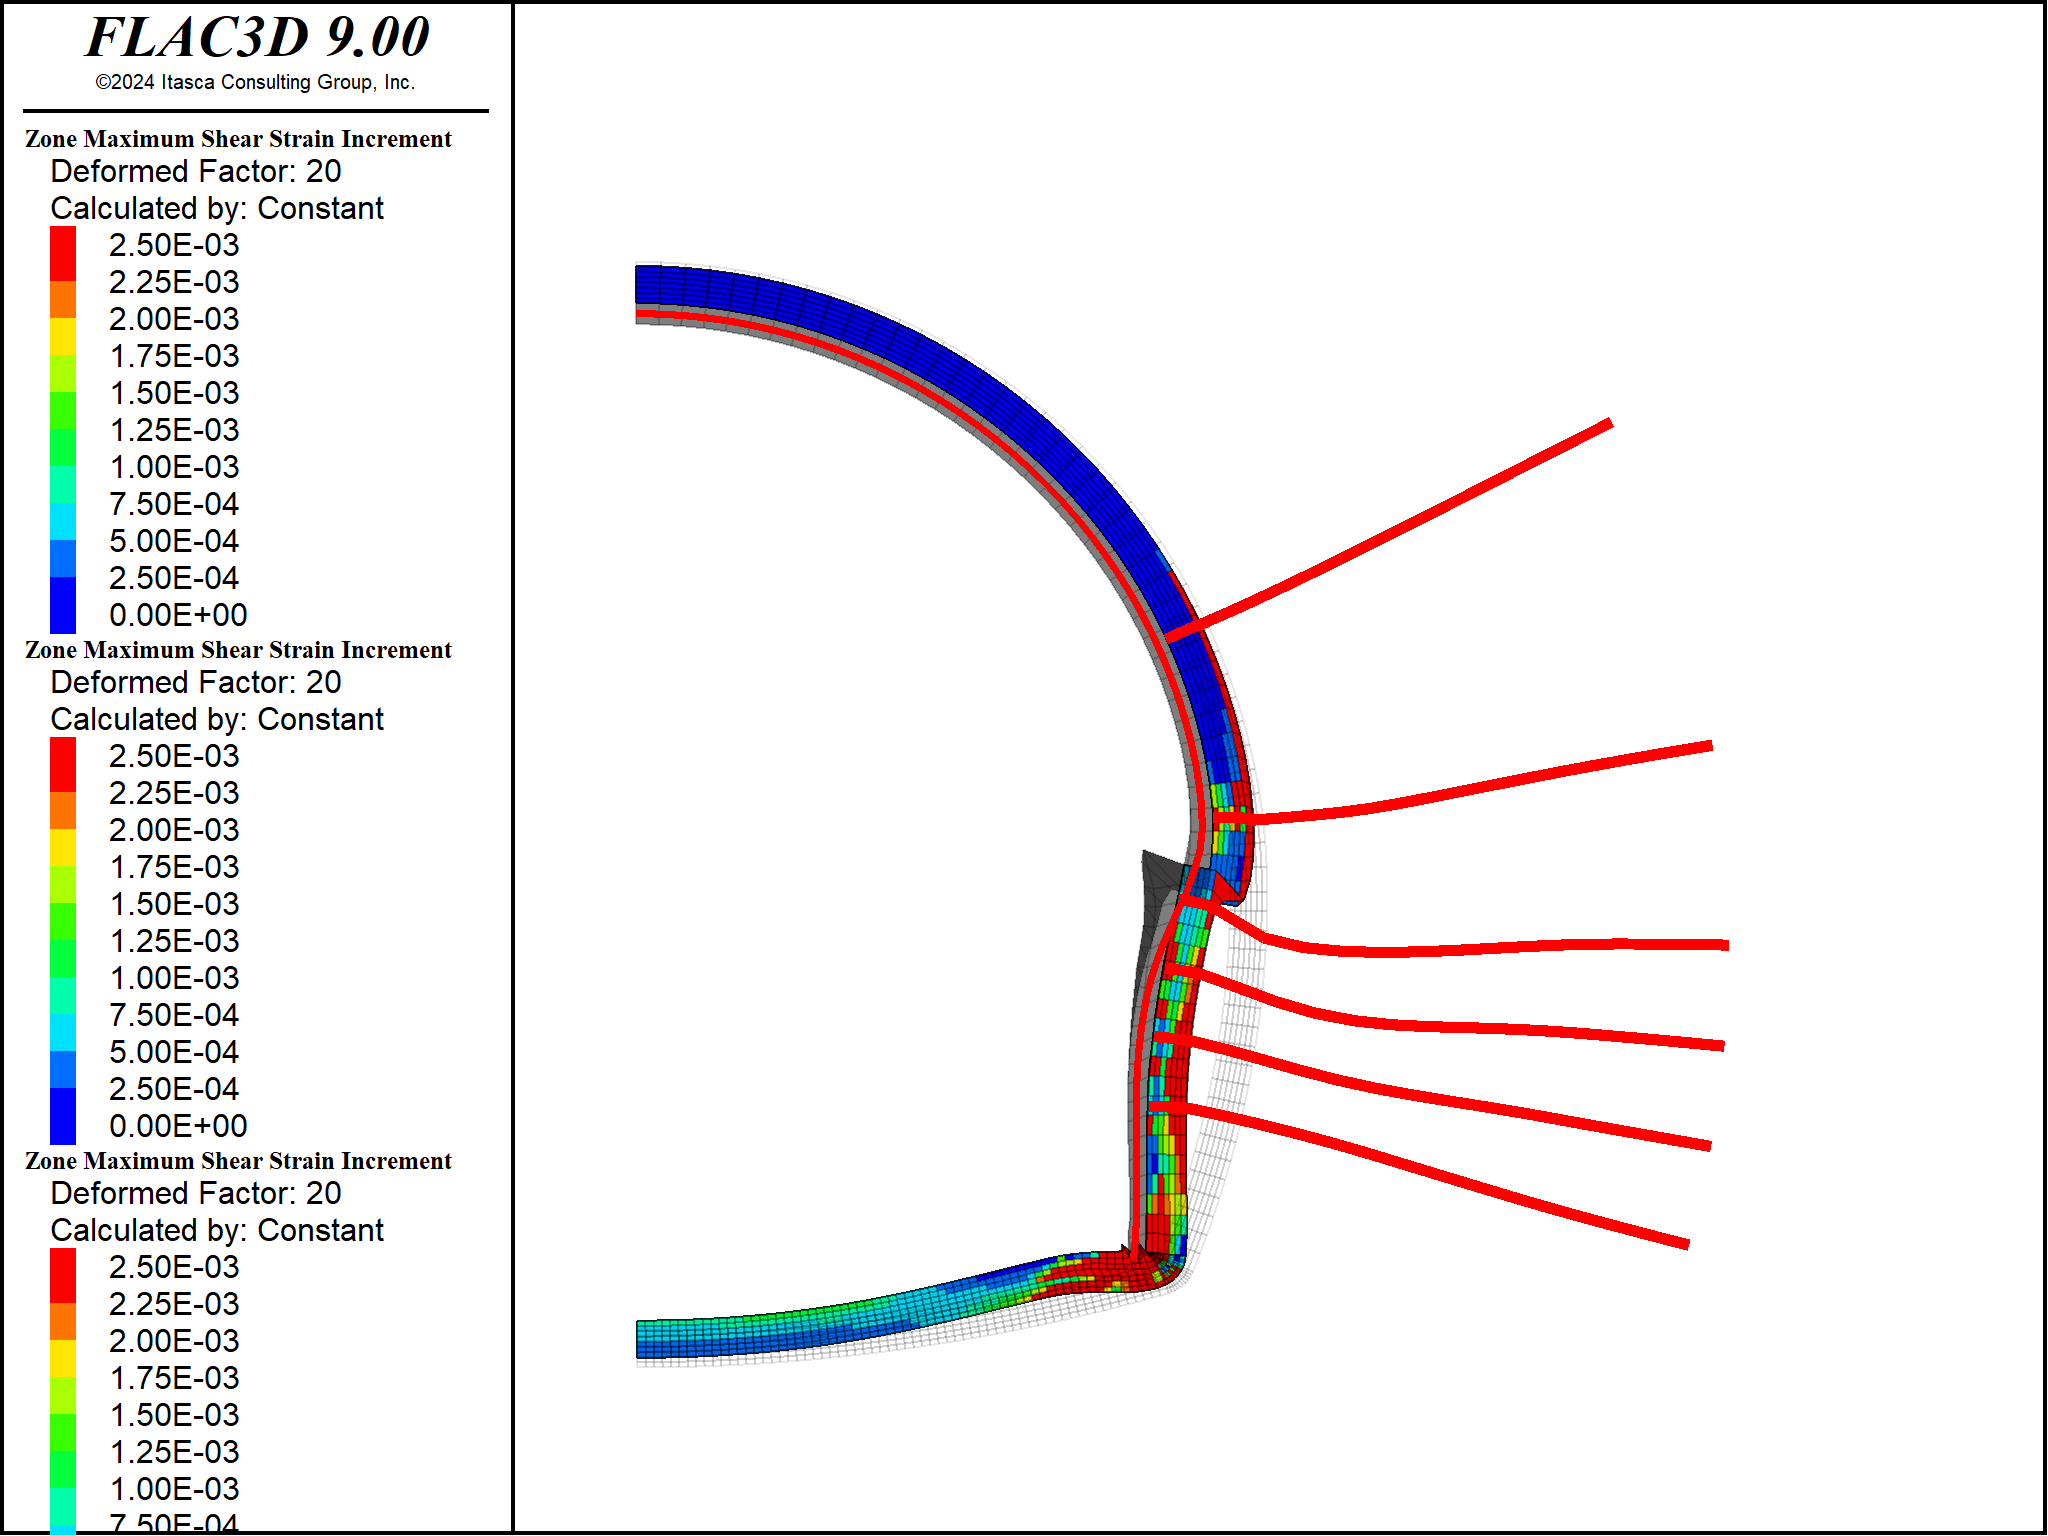 FLAC3D 9.00
©2024 Itasca Consulting Group, Inc.
Zone Maximum Shear Strain Increment
Deformed Factor: 20
Calculated by: Constant
2.50E-03
2.25E-03
2.00E-03
1.75E-03
1.50E-03
1.25E-03
1.00E-03
7.50E-04
5.00E-04
2.50E-04
0.00E+00
Zone Maximum Shear Strain Increment
Deformed Factor: 20
Calculated by: Constant
2.50E-03
2.25E-03
2.00E-03
1.75E-03
1.50E-03
1.25E-03
1.00E-03
7.50E-04
5.00E-04
2.50E-04
0.00E+00
Zone Maximum Shear Strain Increment
Deformed Factor: 20
Calculated by: Constant
2.50E-03
2.25E-03
2.00E-03
1.75E-03
1.50E-03
1.25E-03
1.00E-03
7.50E-04